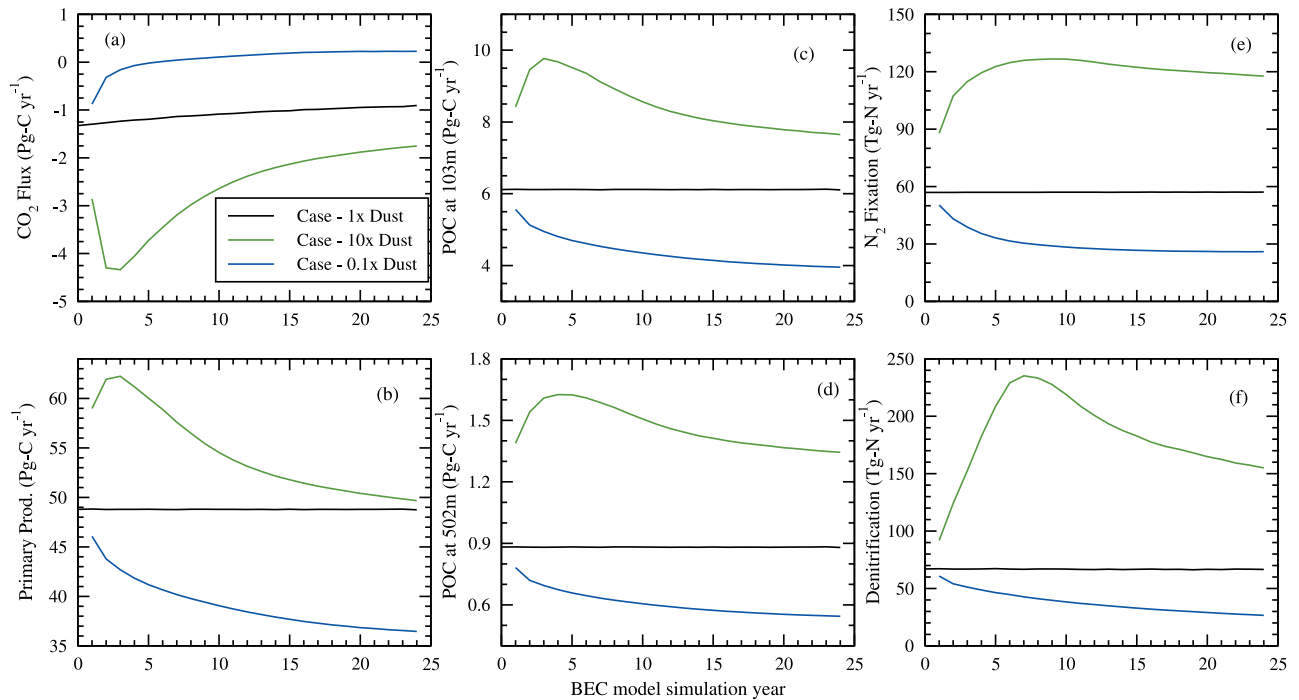 (a)
CO2 Flux (Pg-C yr-1)
1
0
-1
-2
-3
-4
-5
0 5 10 15 20 25
Case - 1x Dust
Case - 10x Dust
Case - 0.1x Dust
(c)
POC at 103m (Pg-C yr-1)
10
8
6
4
0 5 10 15 20 25
(e)
N2 Fixation (Tg-N yr-1)
150
120
90
60
30
0
0 5 10 15 20 25
(b)
Primary Prod. (Pg-C yr-1)
60
55
50
45
40
35
0 5 10 15 20 25
(d)
POC at 502m (Pg-C yr-1)
1.8
1.5
1.2
0.9
0.6
0 5 10 15 20 25
(f)
Denitrification (Tg-N yr-1)
250
200
150
100
50
0
0 5 10 15 20 25
BEC model simulation year